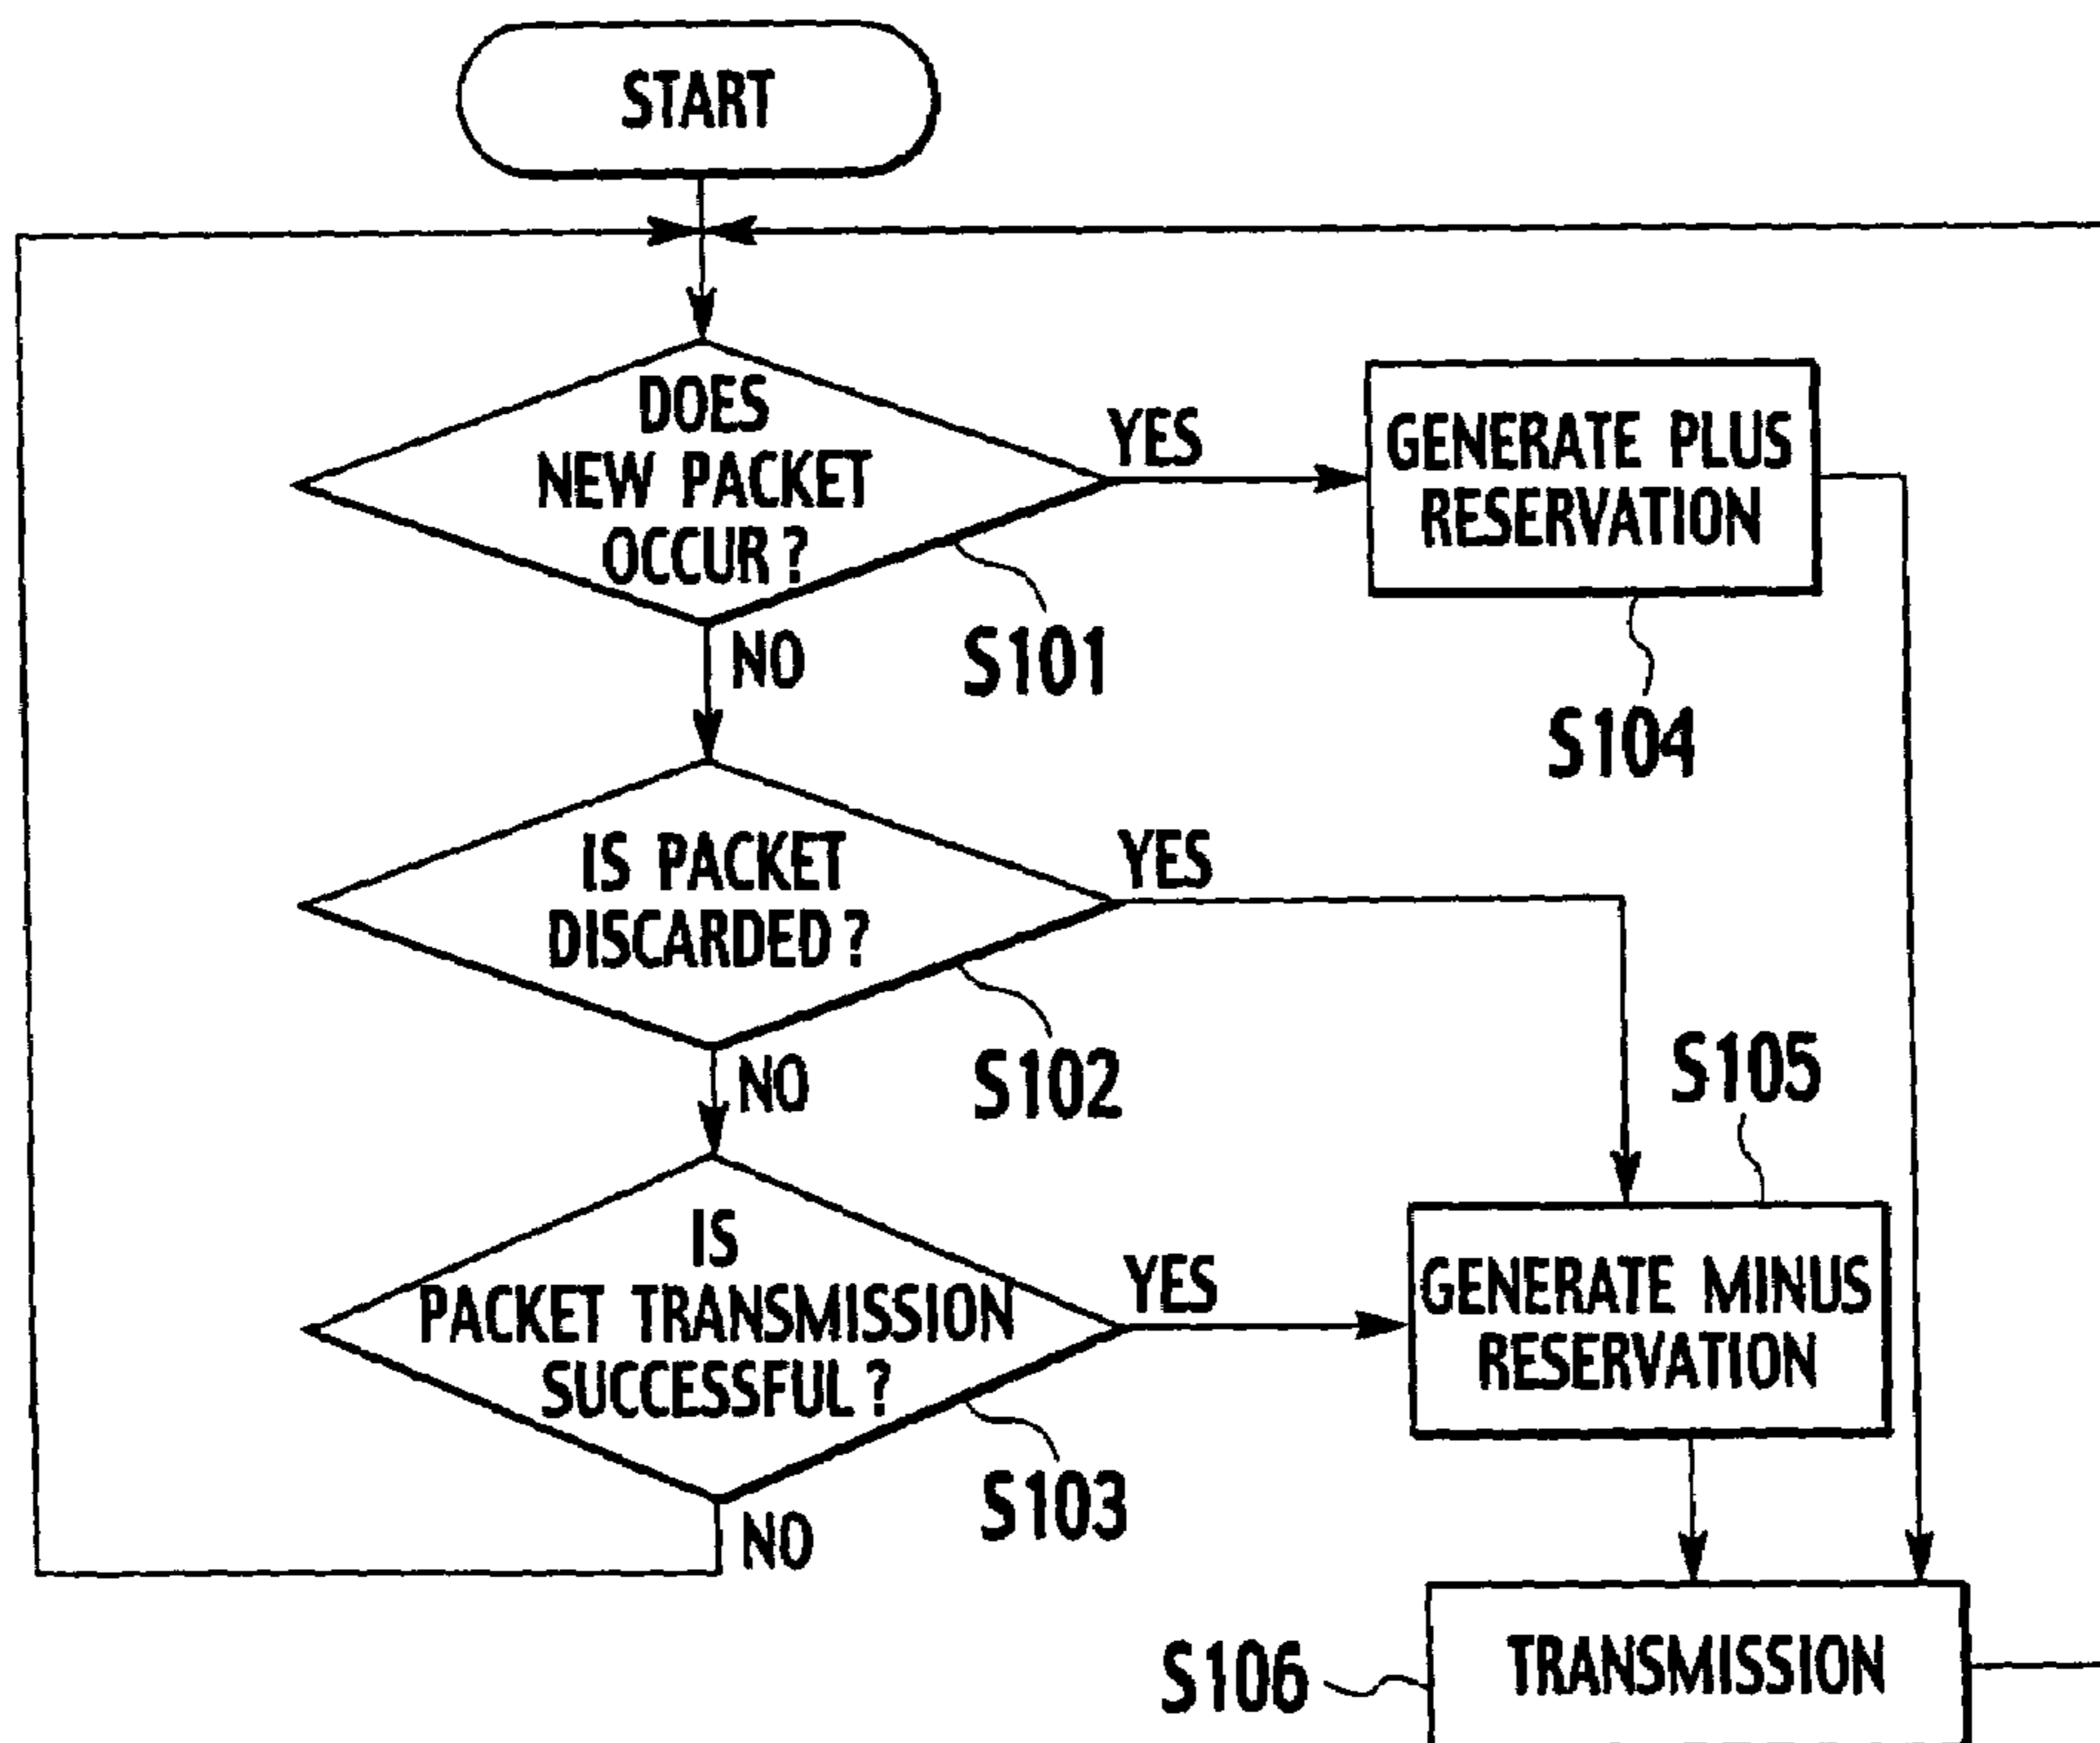 START
DOES
NEW PACKET
OCCUR?
YES
GENERATE PLUS
RESERVATION
NO
S101
S104
IS PACKET
DISCARDED?
YES
S105
NO
S102
IS
PACKET TRANSMISSION
SUCCESSFUL?
YES
GENERATE MINUS
RESERVATION
S103
NO
S106
TRANSMISSION